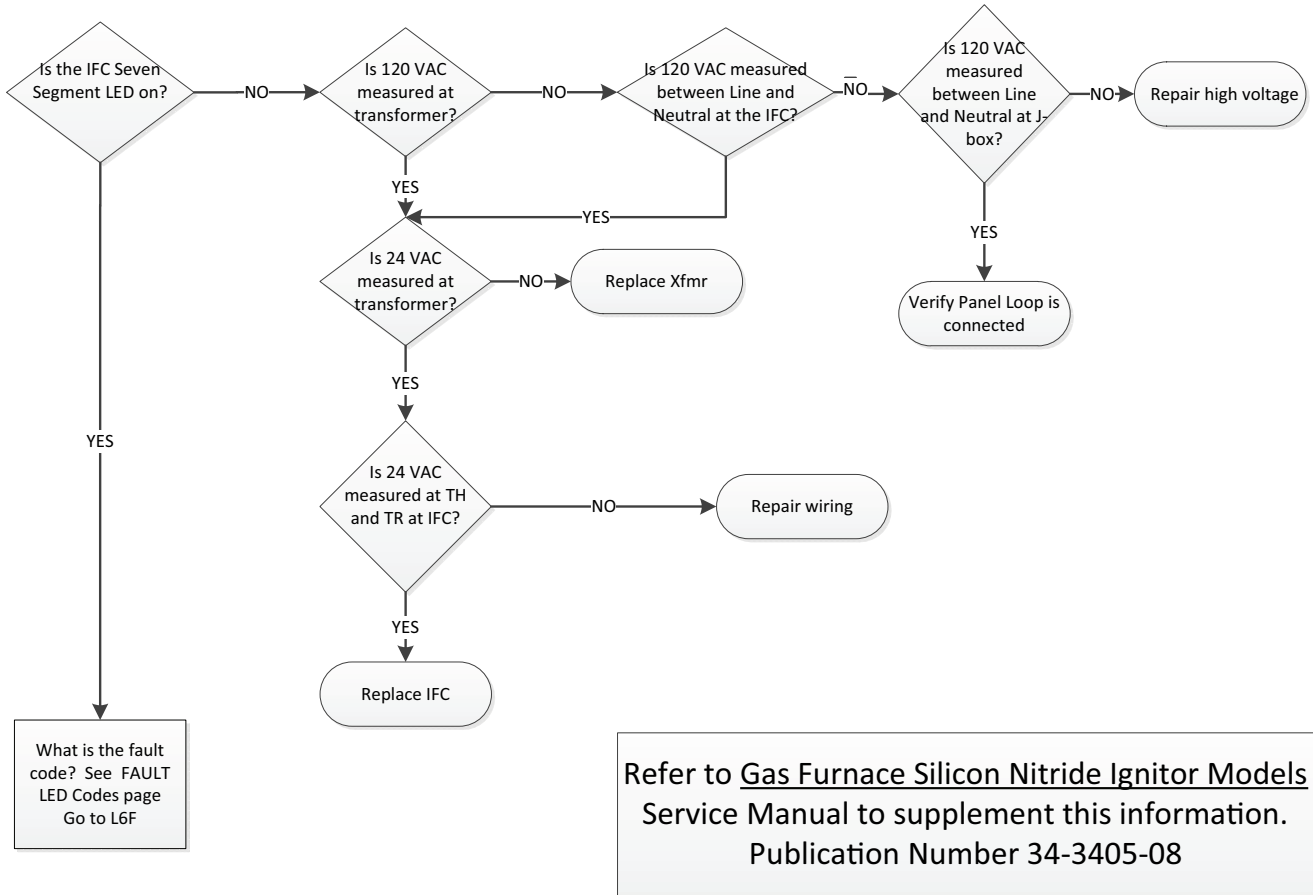 Is the IFC Seven
Segment LED on?
NO
Is 120 VAC
measured at
transformer?
NO
Is 120 VAC measured
between Line and
Neutral at the IFC?
NO
Is 120 VAC
measured
between Line
and Neutral at J-
box?
NO
Repair high voltage
YES
YES
YES
Verify Panel Loop is
connected
Is 24 VAC
measured at
transformer?
NO
Replace Xfmr
YES
YES
Is 24 VAC
measured at TH
and TR at IFC?
NO
Repair wiring
YES
Replace IFC
What is the fault
code? See FAULT
LED Codes page
Go to L6F
Refer to Gas Furnace Silicon Nitride Ignitor Models
Service Manual to supplement this information.
Publication Number 34-3405-08